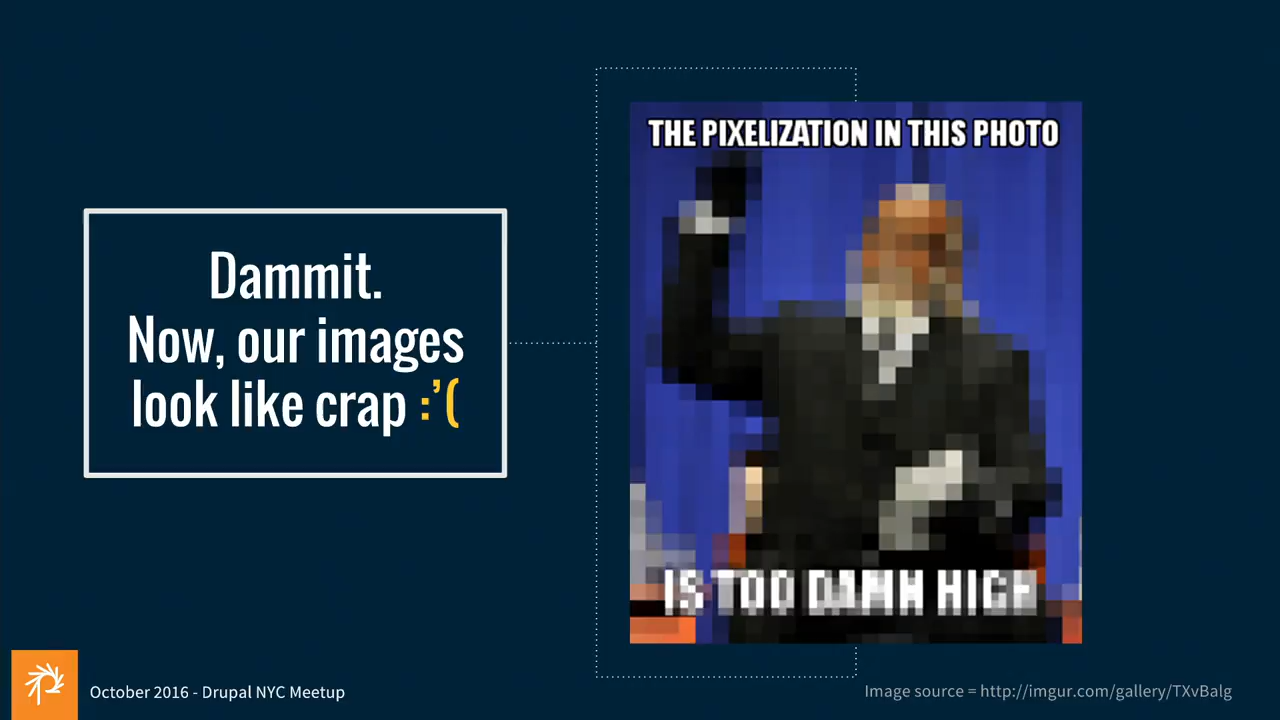 Dammit.
Now, our images
look like crap :’(
THE PIXELIZATION IN THIS PHOTO
IS TOO DAMN HIGH
October 2016 - Drupal NYC Meetup
Image source = http://imgur.com/gallery/TXvBalg